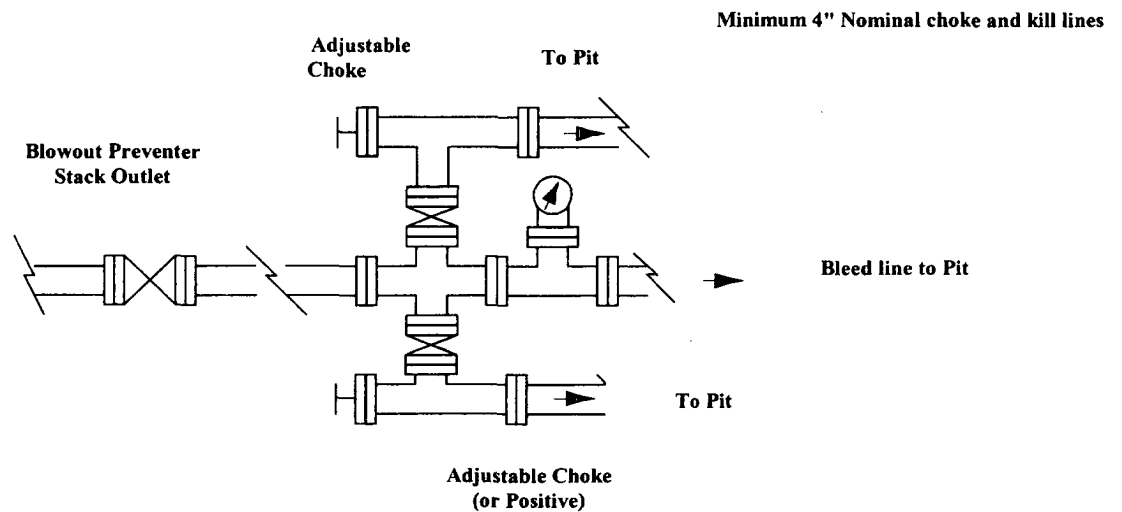 Minimum 4" Nominal choke and kill lines
Adjustable
Choke
To Pit
Blowout Preventer
Stack Outlet
Bleed line to Pit
To Pit
Adjustable Choke
(or Positive)